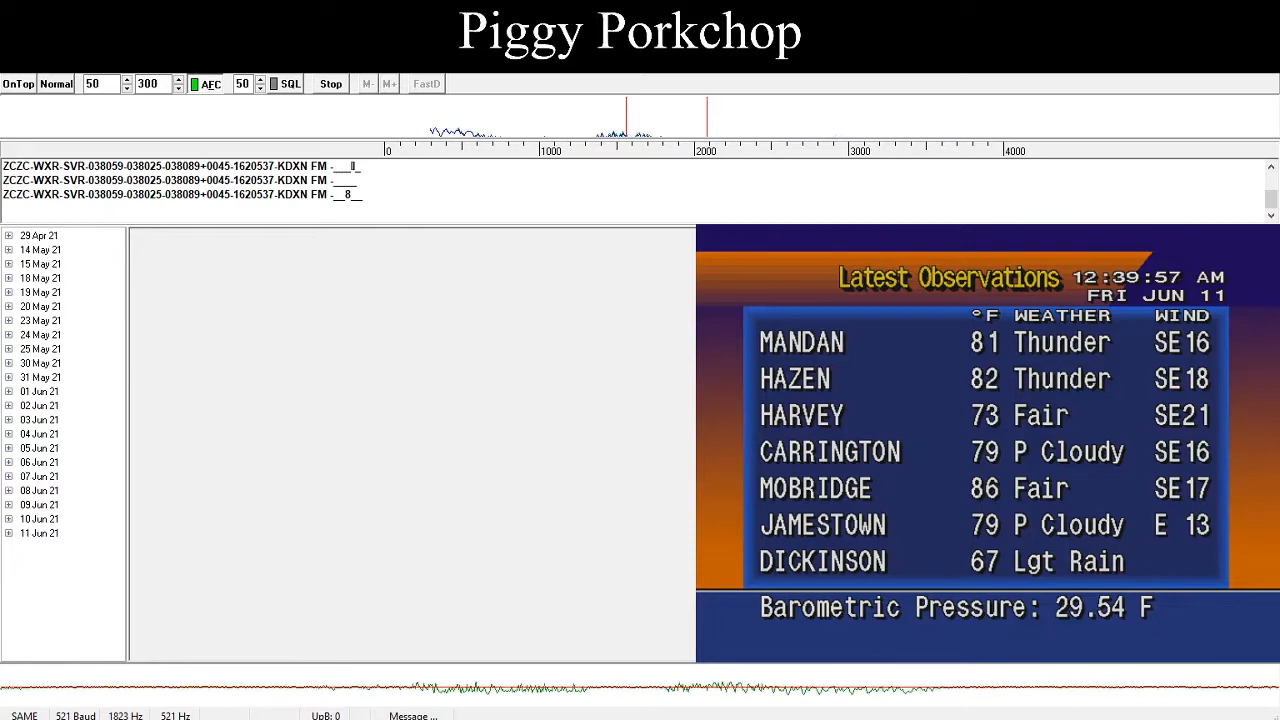 Piggy Porkchop
OnTop Normal 50 300 AFC 50 SQL Stop M- M+ FastD
0 1000 2000 3000 4000
ZCZC-WXR-SVR-038059-038025-038089+0045-1620537-KDXN FM -
ZCZC-WXR-SVR-038059-038025-038089+0045-1620537-KDXN FM -____
ZCZC-WXR-SVR-038059-038025-038089+0045-1620537-KDXN FM -__8__
29 Apr 21
14 May 21
15 May 21
18 May 21
19 May 21
20 May 21
23 May 21
24 May 21
25 May 21
30 May 21
31 May 21
01 Jun 21
02 Jun 21
03 Jun 21
04 Jun 21
05 Jun 21
06 Jun 21
07 Jun 21
08 Jun 21
09 Jun 21
10 Jun 21
11 Jun 21
Latest Observations 12:39:57 AM
FRI JUN 11
°F WEATHER WIND
MANDAN 81 Thunder SE16
HAZEN 82 Thunder SE18
HARVEY 73 Fair SE21
CARRINGTON 79 P Cloudy SE16
MOBRIDGE 86 Fair SE17
JAMESTOWN 79 P Cloudy E 13
DICKINSON 67 Lgt Rain
Barometric Pressure: 29.54 F
SAME 521 Baud 1823 Hz 521 Hz UpB: 0 Message ...